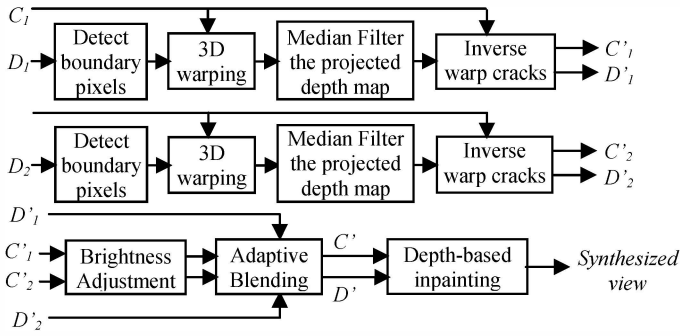 C1
D1
Detect
boundary
pixels
3D
warping
Median Filter
the projected
depth map
Inverse
warp cracks
C'1
D'1
D2
Detect
boundary
pixels
3D
warping
Median Filter
the projected
depth map
Inverse
warp cracks
C'2
D'2
D'1
C'1
C'2
Brightness
Adjustment
Adaptive
Blending
C'
D'
Depth-based
inpainting
Synthesized
view
D'2